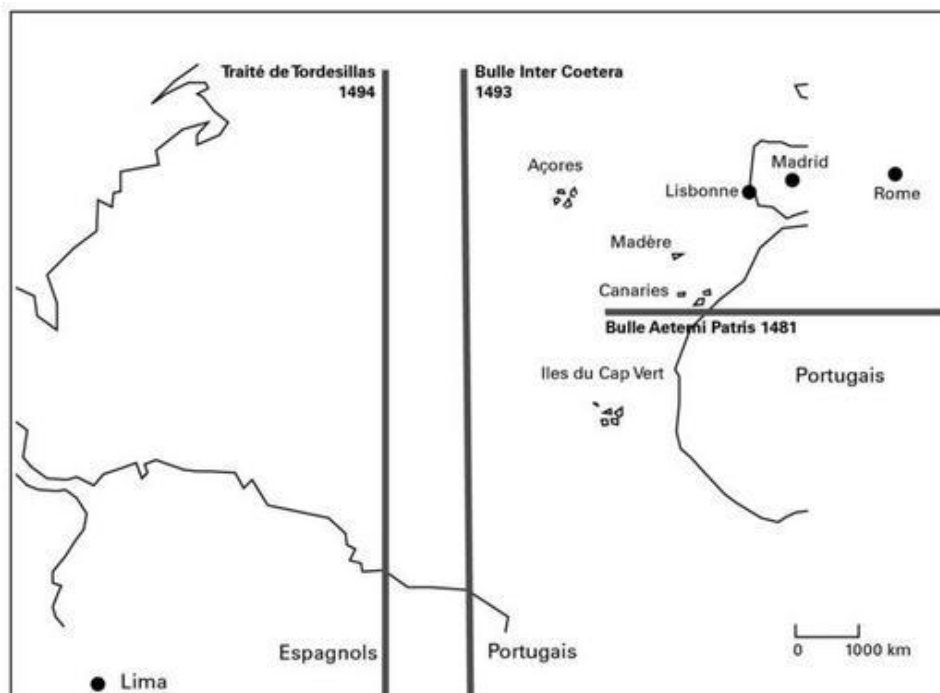 Traité de Tordesillas
1494
Bulle Inter Coetera
1493
Açores
Madrid
Lisbonne
Rome
Madère
Canaries
Bulle Aetemi Patris 1481
Iles du Cap Vert
Portugais
Espagnols
Portugais
0 1000 km
Lima